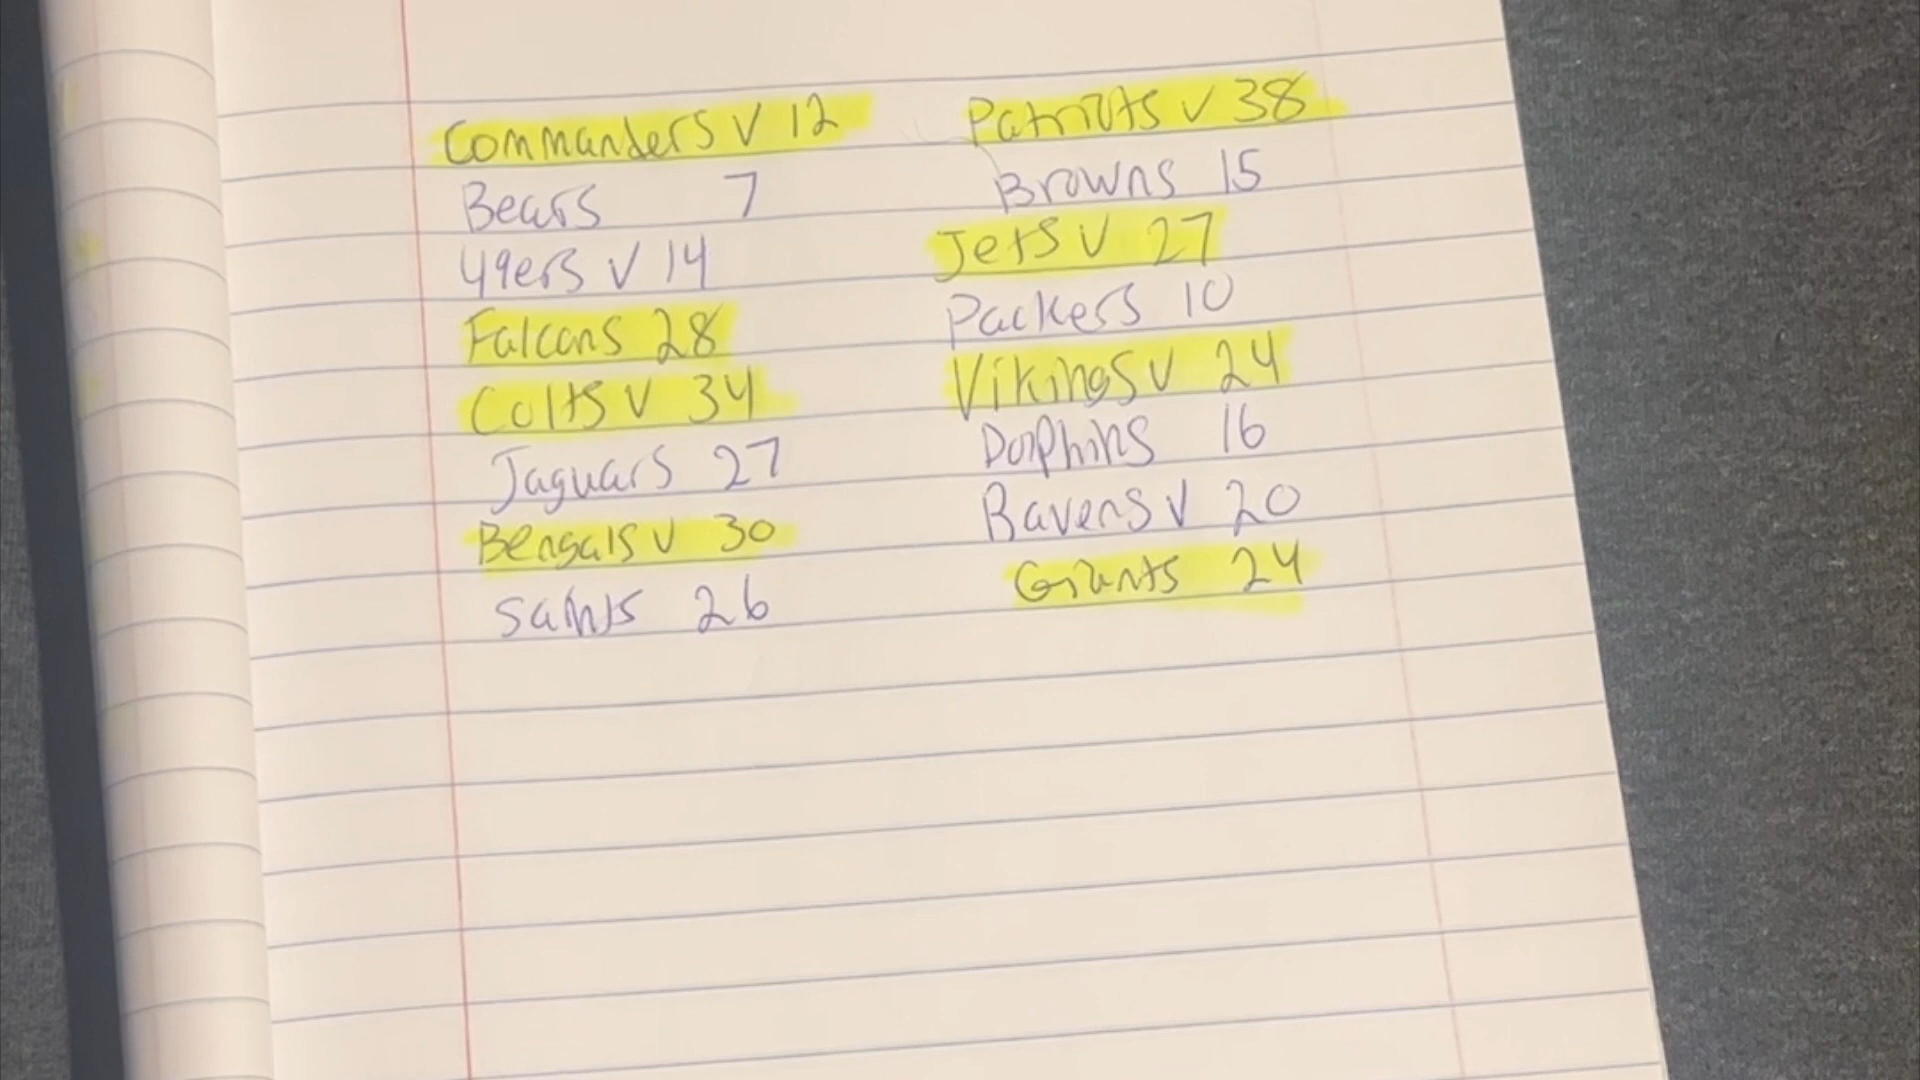 Commanders v 12
Bears 7
49ers v 14
Falcons 28
Colts v 34
Jaguars 27
Bengals v 30
Saints 26
Patriots v 38
Browns 15
Jets v 27
Packers 10
Vikings v 24
Dolphins 16
Ravens v 20
Giants 24